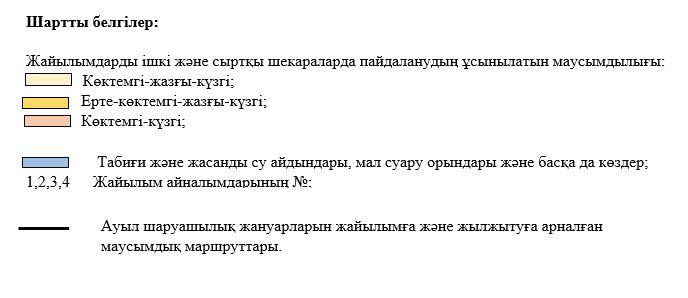 Шартты белгілер:
Жайылымдарды ішкі және сыртқы шекараларда пайдаланудың ұсынылатын маусымдылығы:
Көктемгі-жазғы-күзгі;
Ерте-көктемгі-жазғы-күзгі;
Көктемгі-күзгі;
Табиғи және жасанды су айдындары, мал суару орындары және басқа да көздер;
1,2,3,4 Жайылым айналымдарының №;
Ауыл шаруашылық жануарларын жайылымға және жылжытуға арналған
маусымдық маршруттары.